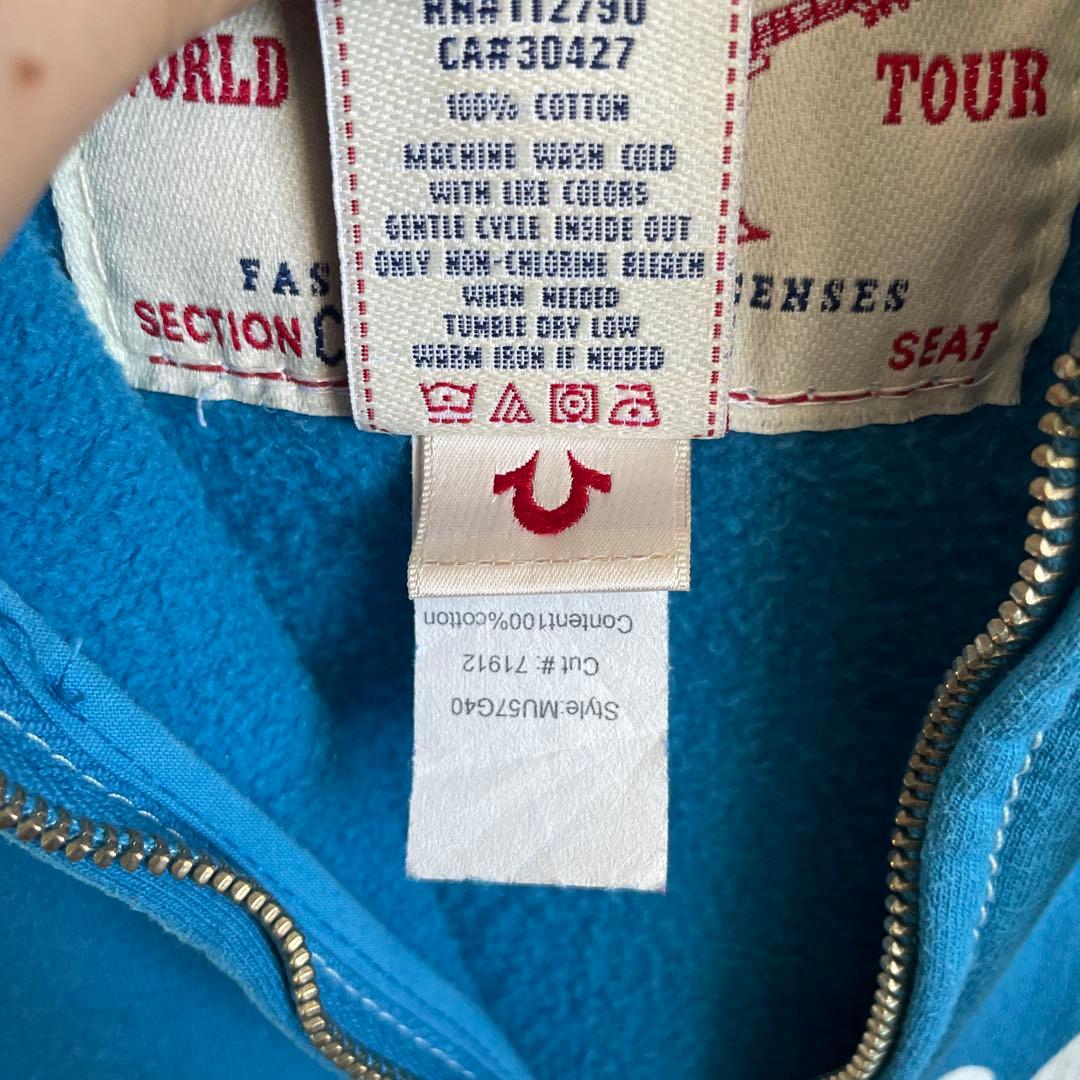 RN#112790
CA#30427
100% COTTON
MACHINE WASH COLD
WITH LIKE COLORS
GENTLE CYCLE INSIDE OUT
ONLY NON-CHLORINE BLEACH
WHEN NEEDED
TUMBLE DRY LOW
WARM IRON IF NEEDED
WORLD TOUR
FAS ENSES
SECTION C SEAT
Style:MU57G40
Cut #: 71912
Content100%cotton